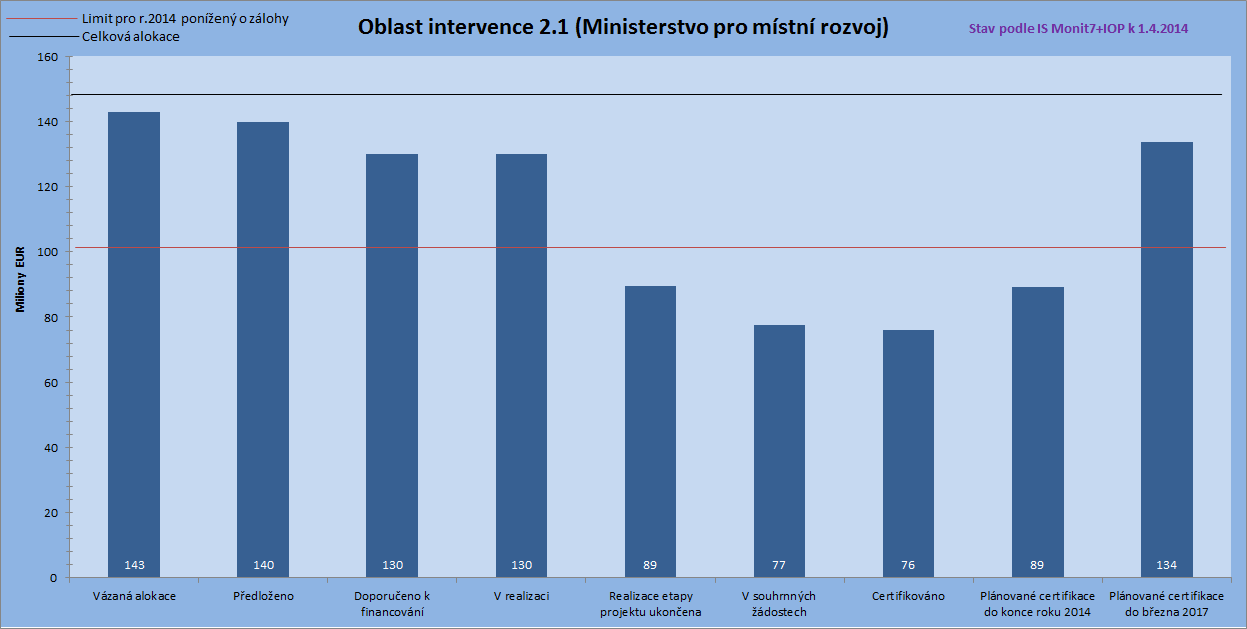 Limit pro r.2014 ponížený o zálohy
Celková alokace
Oblast intervence 2.1 (Ministerstvo pro místní rozvoj)
Stav podle IS Monit7+IOP k 1.4.2014
Miliony EUR
160
140
120
100
80
60
40
20
0
143
140
130
130
89
77
76
89
134
Vázaná alokace
Předloženo
Doporučeno k
financování
V realizaci
Realizace etapy
projektu ukončena
V souhrnných
žádostech
Certifikováno
Plánované certifikace
do konce roku 2014
Plánované certifikace
do března 2017